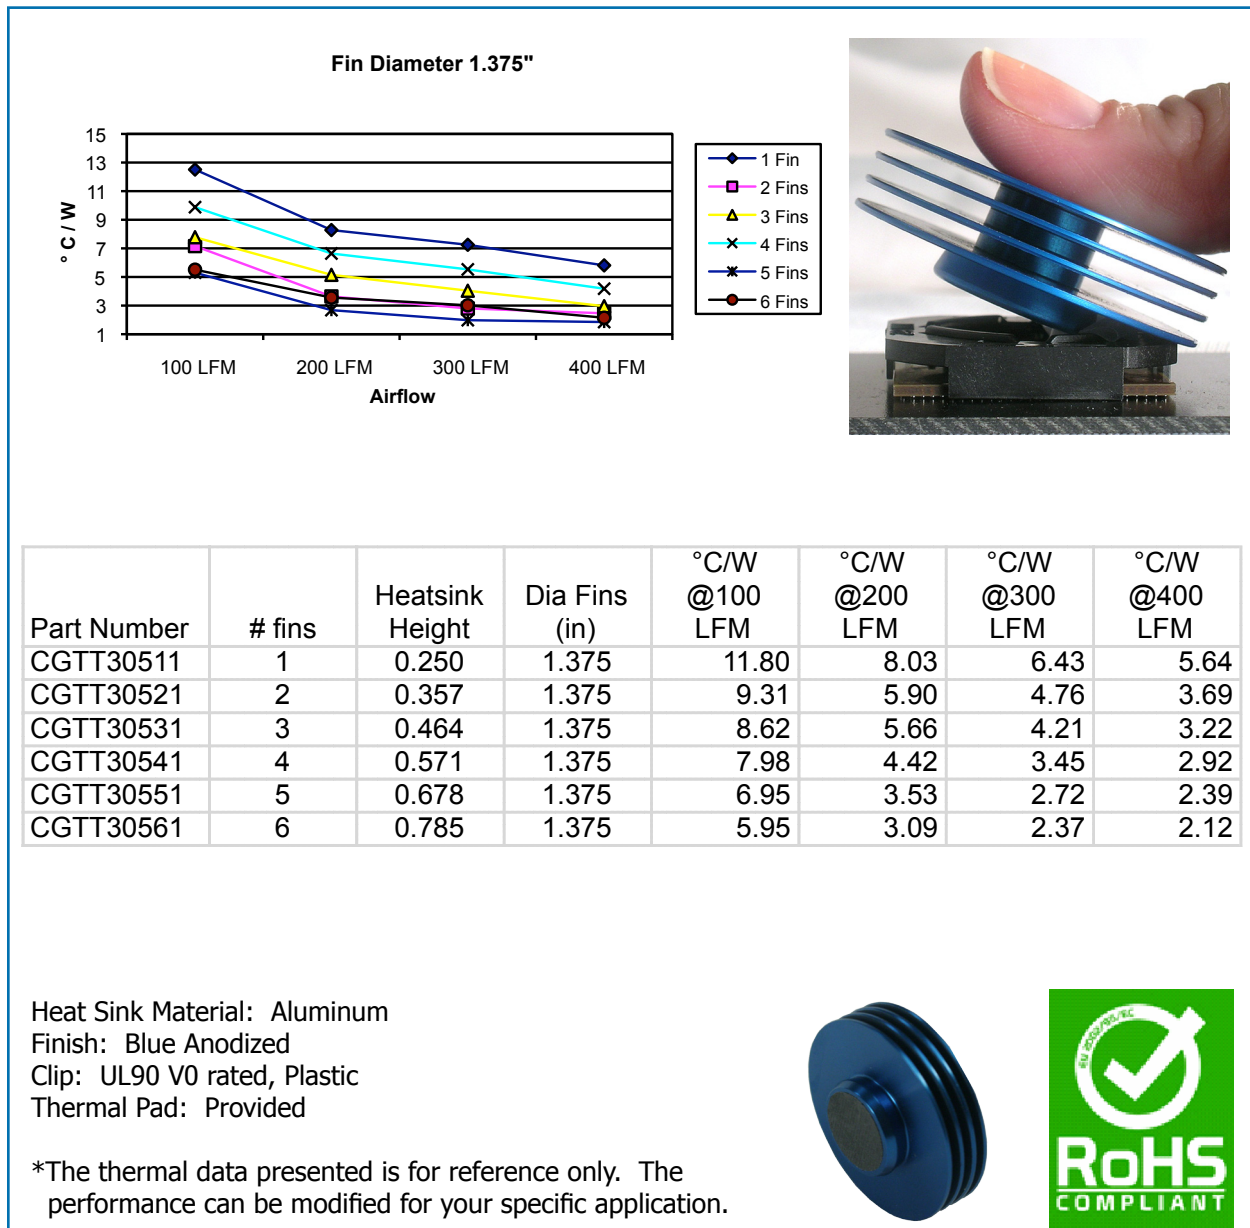 Fin Diameter 1.375"
° C / W
15
13
11
9
7
5
3
1
100 LFM 200 LFM 300 LFM 400 LFM
Airflow
1 Fin
2 Fins
3 Fins
4 Fins
5 Fins
6 Fins
Part Number # fins Heatsink Height Dia Fins (in) °C/W @100 LFM °C/W @200 LFM °C/W @300 LFM °C/W @400 LFM
CGTT30511 1 0.250 1.375 11.80 8.03 6.43 5.64
CGTT30521 2 0.357 1.375 9.31 5.90 4.76 3.69
CGTT30531 3 0.464 1.375 8.62 5.66 4.21 3.22
CGTT30541 4 0.571 1.375 7.98 4.42 3.45 2.92
CGTT30551 5 0.678 1.375 6.95 3.53 2.72 2.39
CGTT30561 6 0.785 1.375 5.95 3.09 2.37 2.12
Heat Sink Material: Aluminum
Finish: Blue Anodized
Clip: UL90 V0 rated, Plastic
Thermal Pad: Provided
*The thermal data presented is for reference only. The
performance can be modified for your specific application.
EU 2002/95/EC
RoHS
COMPLIANT